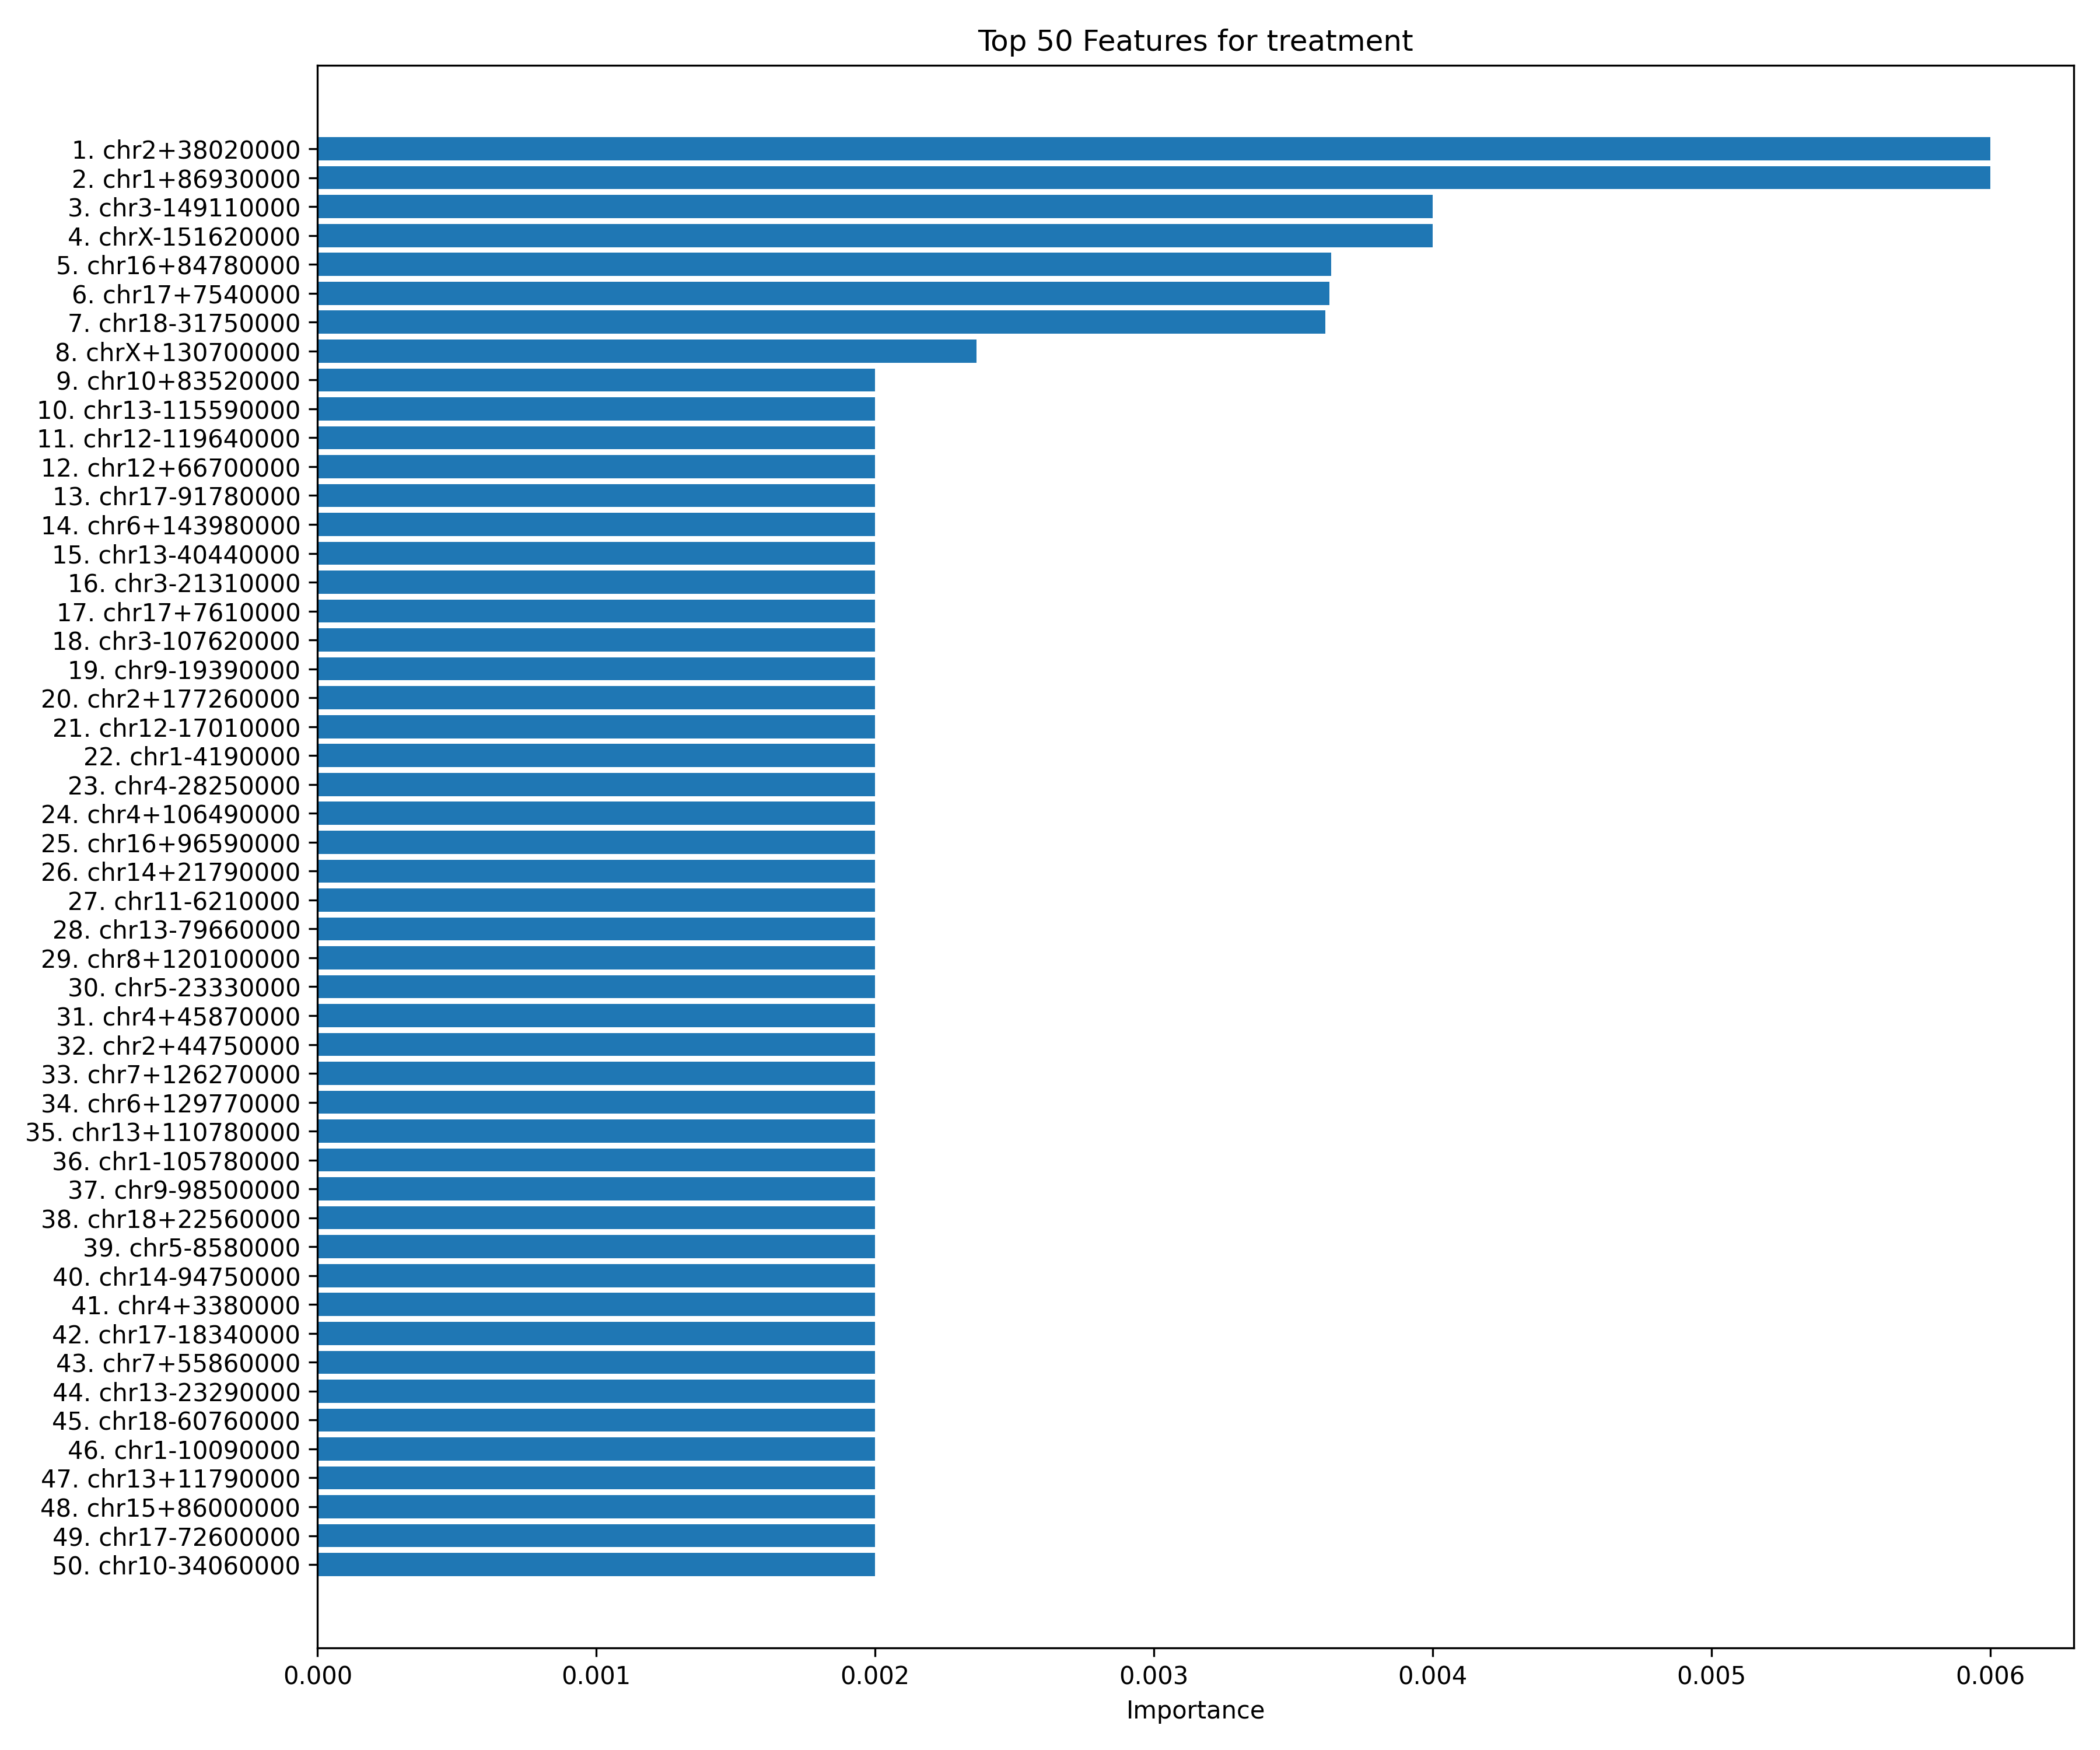 Top 50 Features for treatment
1. chr2+38020000
2. chr1+86930000
3. chr3-149110000
4. chrX-151620000
5. chr16+84780000
6. chr17+7540000
7. chr18-31750000
8. chrX+130700000
9. chr10+83520000
10. chr13-115590000
11. chr12-119640000
12. chr12+66700000
13. chr17-91780000
14. chr6+143980000
15. chr13-40440000
16. chr3-21310000
17. chr17+7610000
18. chr3-107620000
19. chr9-19390000
20. chr2+177260000
21. chr12-17010000
22. chr1-4190000
23. chr4-28250000
24. chr4+106490000
25. chr16+96590000
26. chr14+21790000
27. chr11-6210000
28. chr13-79660000
29. chr8+120100000
30. chr5-23330000
31. chr4+45870000
32. chr2+44750000
33. chr7+126270000
34. chr6+129770000
35. chr13+110780000
36. chr1-105780000
37. chr9-98500000
38. chr18+22560000
39. chr5-8580000
40. chr14-94750000
41. chr4+3380000
42. chr17-18340000
43. chr7+55860000
44. chr13-23290000
45. chr18-60760000
46. chr1-10090000
47. chr13+11790000
48. chr15+86000000
49. chr17-72600000
50. chr10-34060000
0.000 0.001 0.002 0.003 0.004 0.005 0.006
Importance